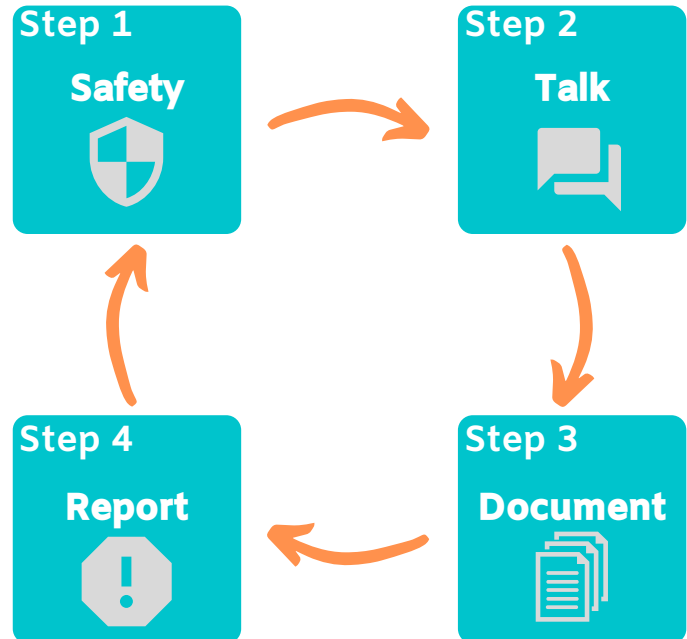 Step 1
Safety
Step 2
Talk
Step 3
Document
Step 4
Report